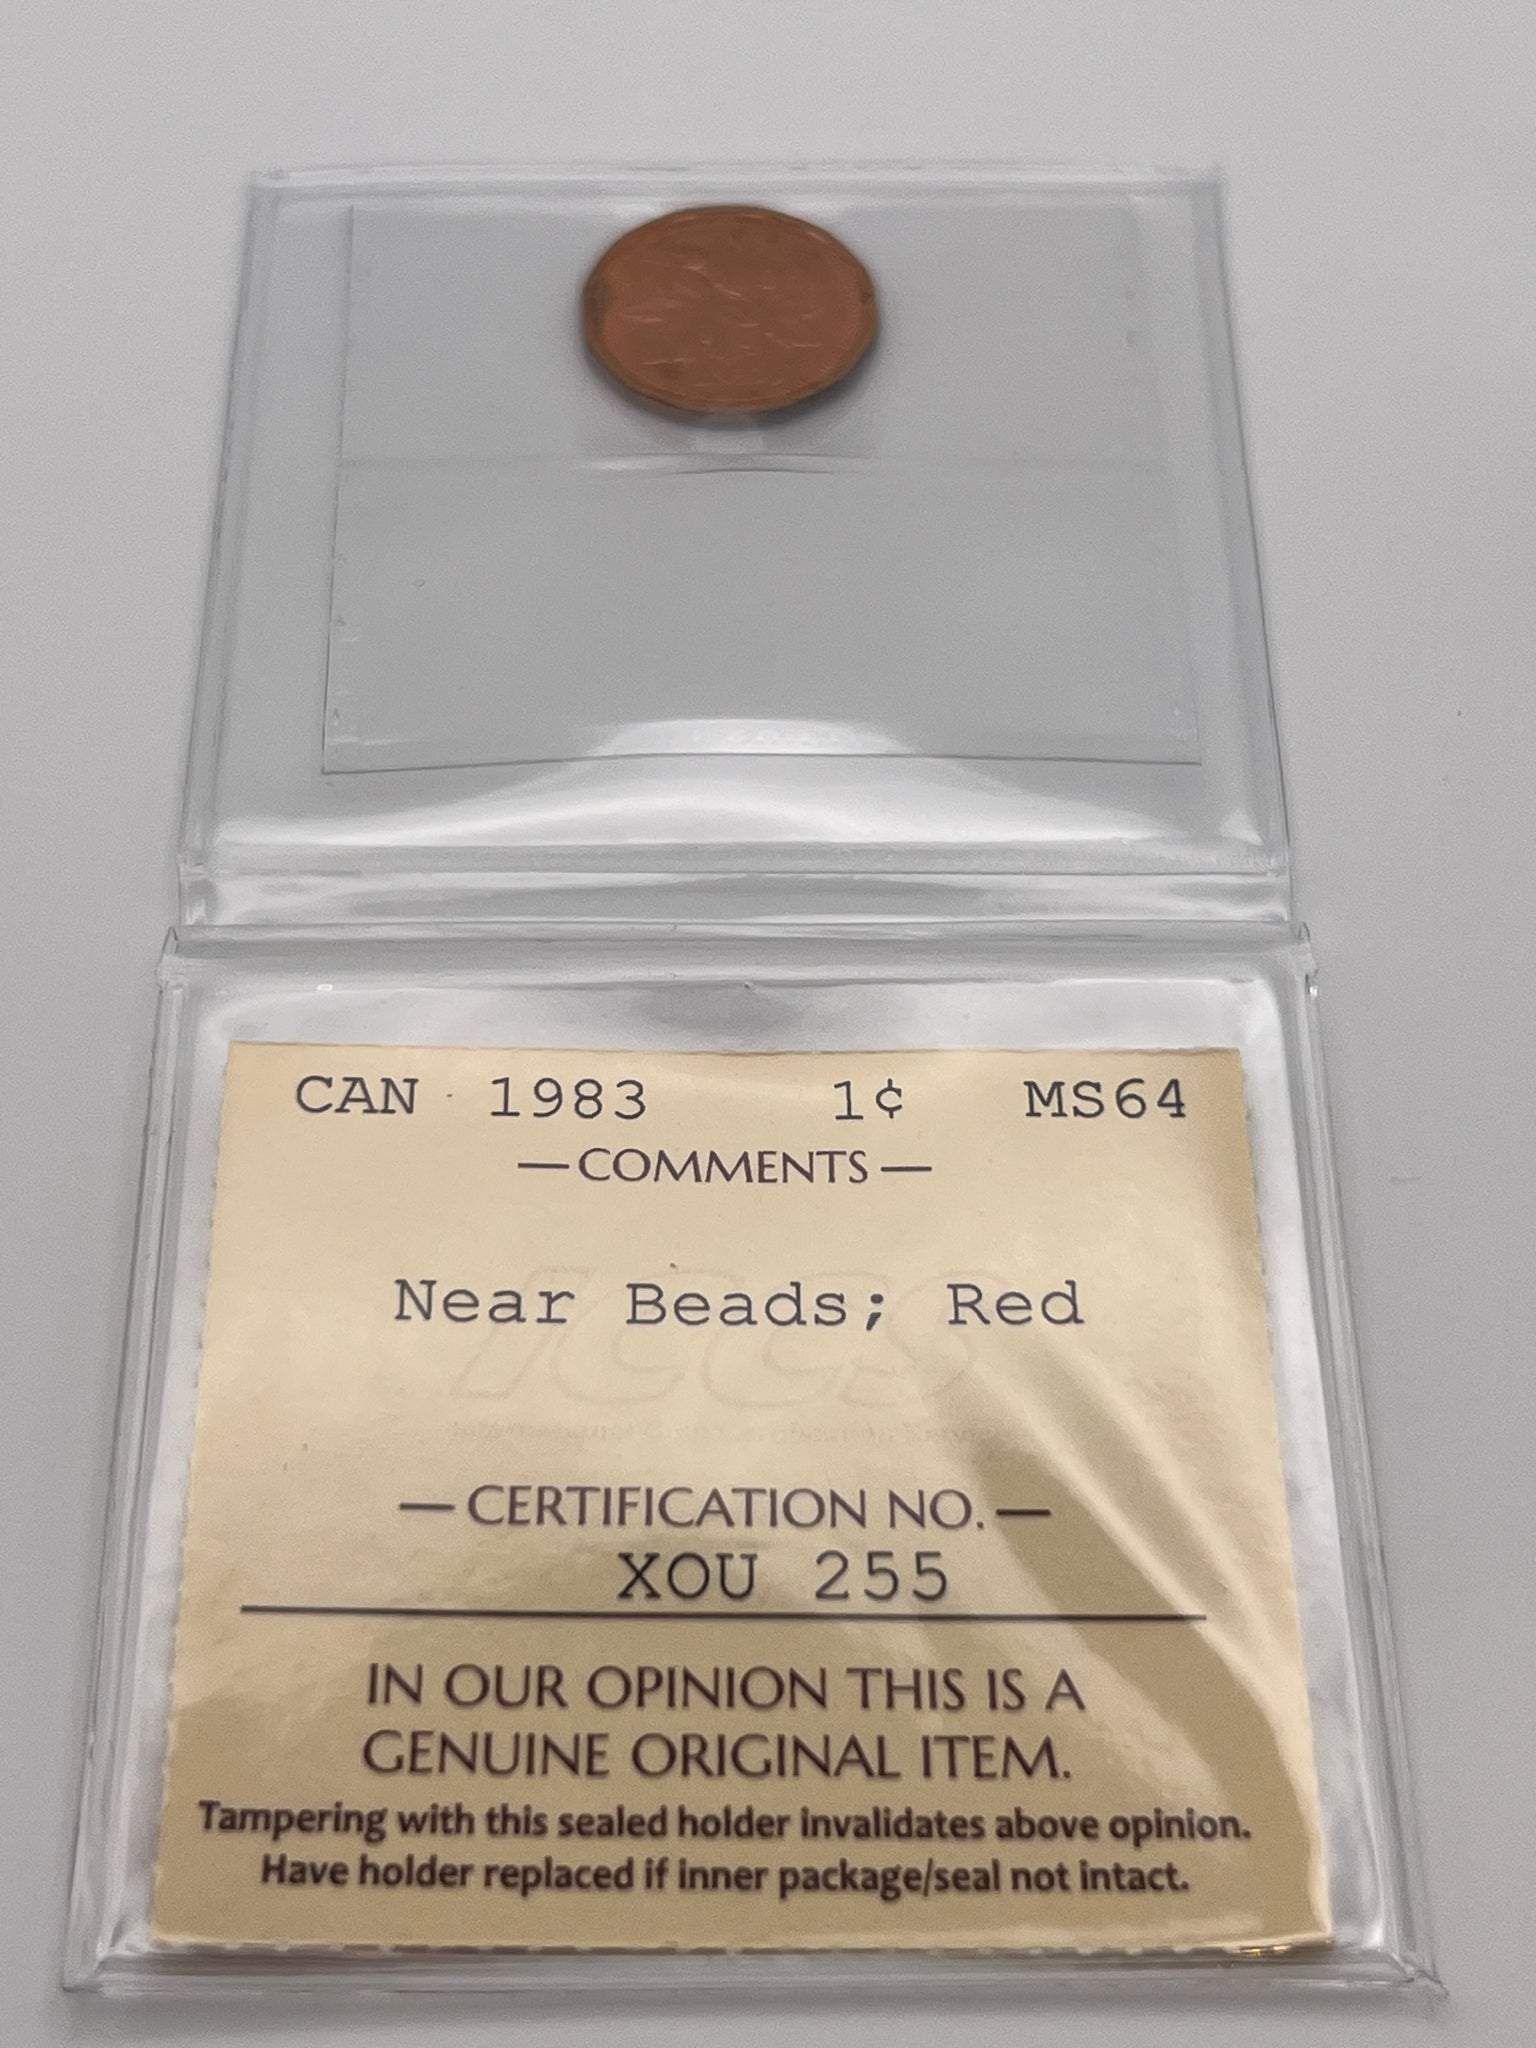 CAN 1983 1¢ MS64
—COMMENTS—
Near Beads; Red
—CERTIFICATION NO.—
XOU 255
IN OUR OPINION THIS IS A
GENUINE ORIGINAL ITEM.
Tampering with this sealed holder invalidates above opinion.
Have holder replaced if inner package/seal not intact.